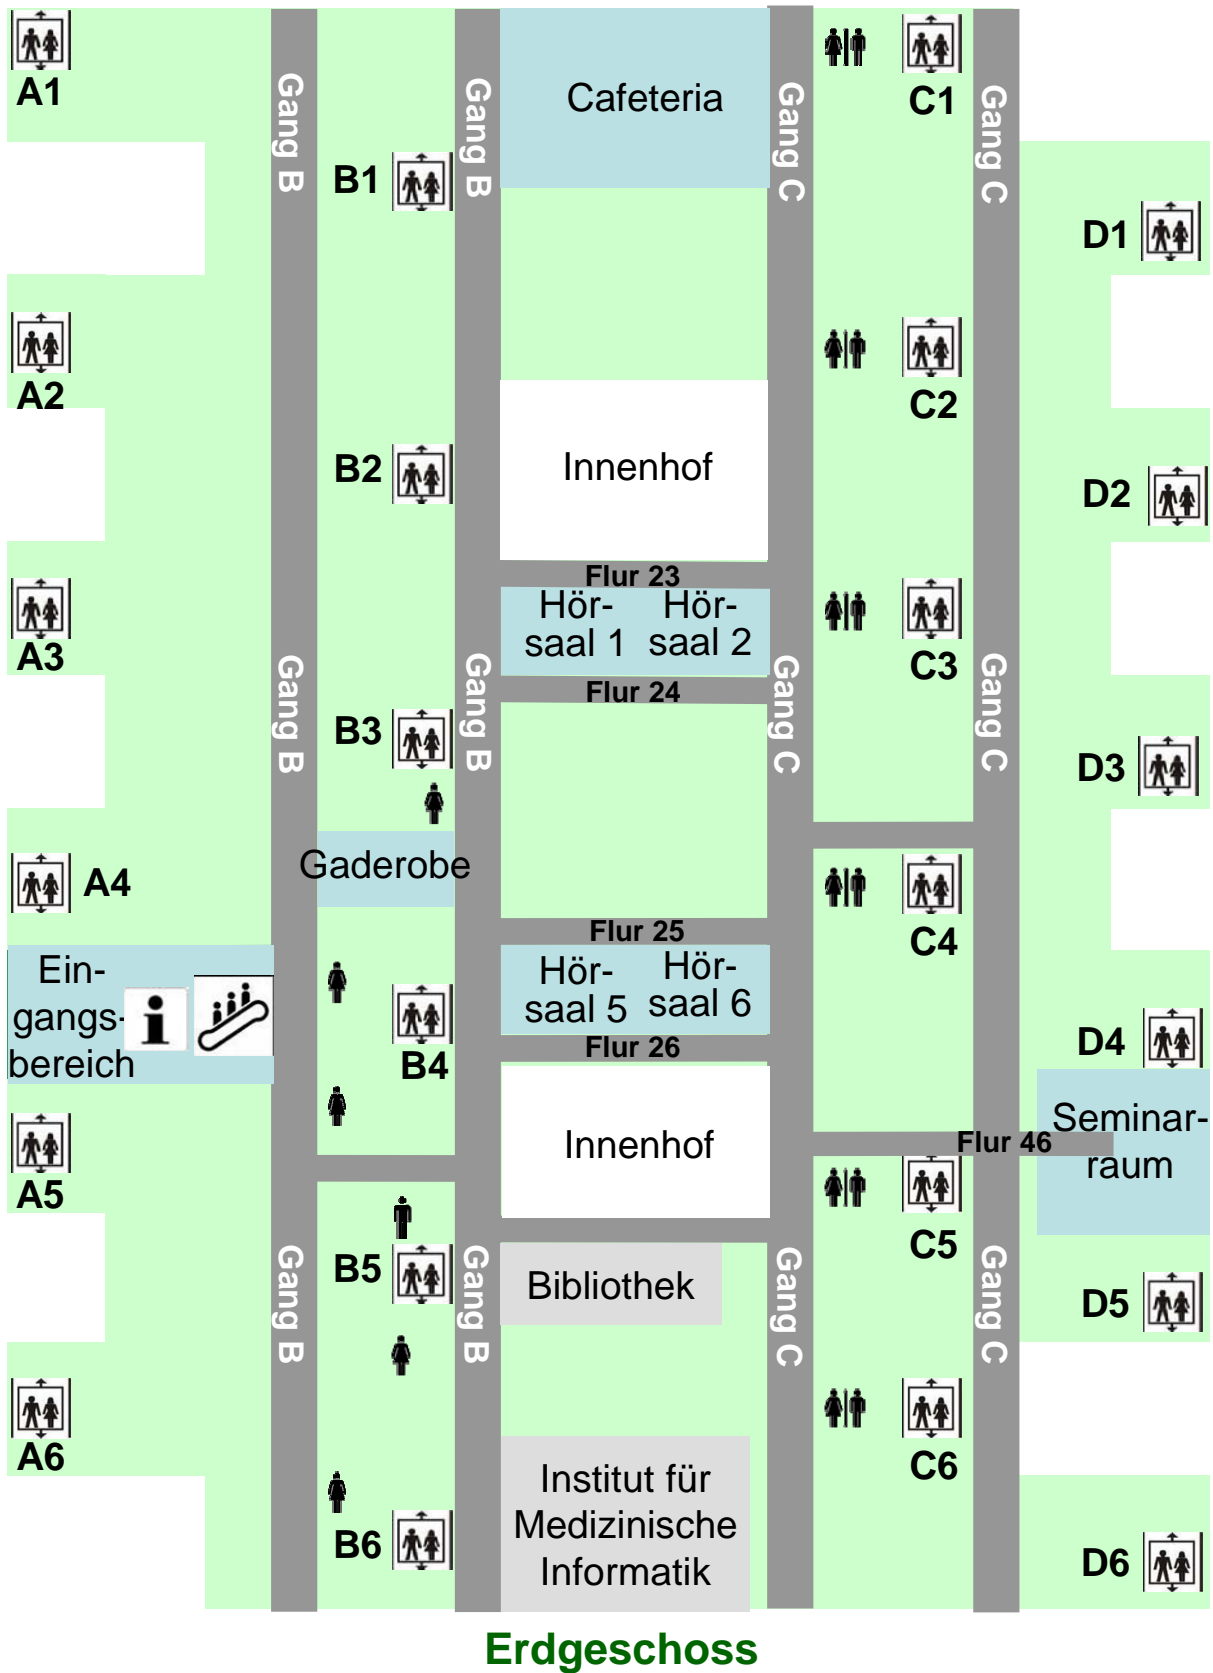 A1
Gang B
Gang B
Cafeteria
Gang C
C1
Gang C
B1
D1
A2
C2
B2
Innenhof
D2
Flur 23
Hör-
saal 1
Hör-
saal 2
A3
C3
Gang B
Gang B
Flur 24
Gang C
Gang C
B3
D3
Gaderobe
A4
Flur 25
C4
Ein-
gangs-
bereich
i
Hör-
saal 5
Hör-
saal 6
B4
Flur 26
D4
Innenhof
Flur 46
Seminar-
raum
A5
C5
Gang B
B5
Gang B
Bibliothek
Gang C
Gang C
D5
A6
C6
Institut für
Medizinische
Informatik
B6
D6
Erdgeschoss